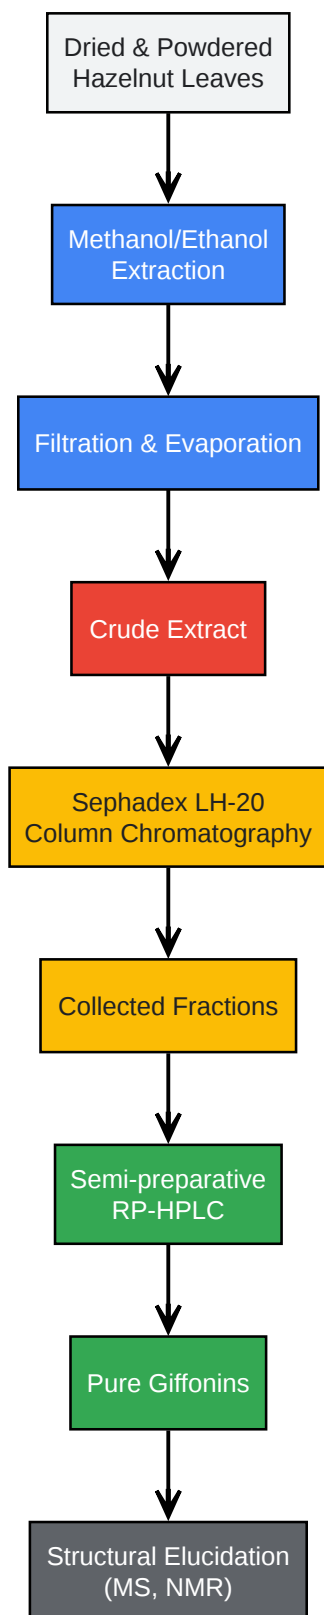 Dried & Powdered
Hazelnut Leaves
Methanol/Ethanol
Extraction
Filtration & Evaporation
Crude Extract
Sephadex LH-20
Column Chromatography
Collected Fractions
Semi-preparative
RP-HPLC
Pure Giffonins
Structural Elucidation
(MS, NMR)